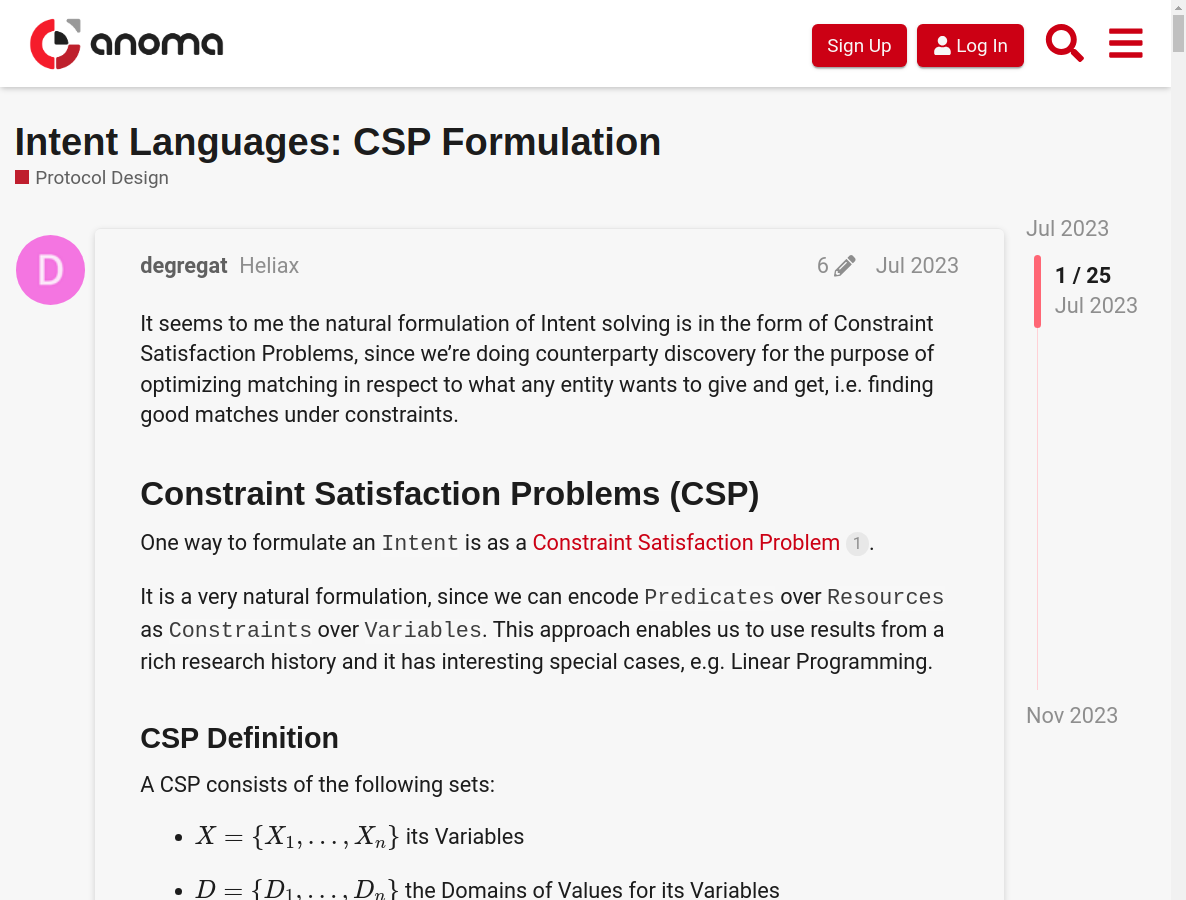 anoma
Sign Up
Log In
Intent Languages: CSP Formulation
Protocol Design
Jul 2023
D
degregat Heliax
6
Jul 2023
1 / 25
Jul 2023
It seems to me the natural formulation of Intent solving is in the form of Constraint
Satisfaction Problems, since we’re doing counterparty discovery for the purpose of
optimizing matching in respect to what any entity wants to give and get, i.e. finding
good matches under constraints.
Constraint Satisfaction Problems (CSP)
One way to formulate an Intent is as a Constraint Satisfaction Problem 1.
It is a very natural formulation, since we can encode Predicates over Resources
as Constraints over Variables. This approach enables us to use results from a
rich research history and it has interesting special cases, e.g. Linear Programming.
Nov 2023
CSP Definition
A CSP consists of the following sets:
• X = {X₁, . . . , Xₙ} its Variables
• D = {D₁, . . . , Dₙ} the Domains of Values for its Variables